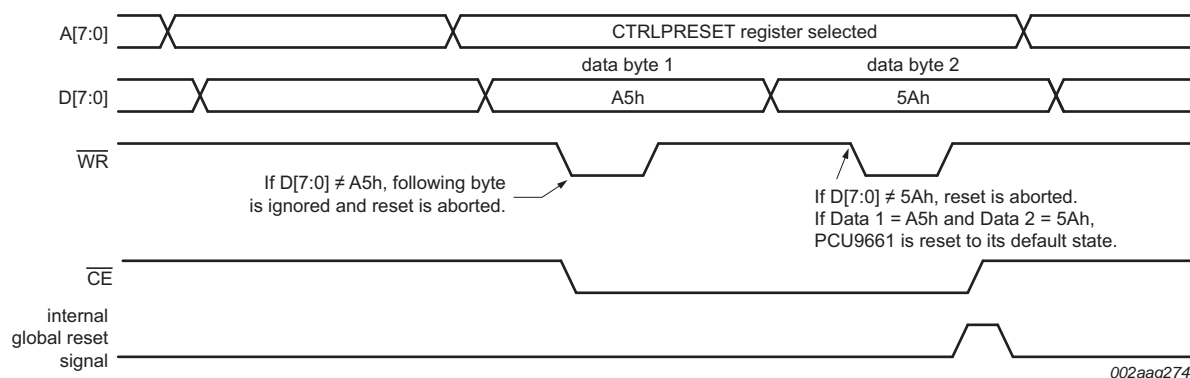 A[7:0]
CTRLPRESET register selected
data byte 1
data byte 2
D[7:0]
A5h
5Ah
WR
If D[7:0] ≠ A5h, following byte
is ignored and reset is aborted.
If D[7:0] ≠ 5Ah, reset is aborted.
If Data 1 = A5h and Data 2 = 5Ah,
PCU9661 is reset to its default state.
CE
internal
global reset
signal
002aag274